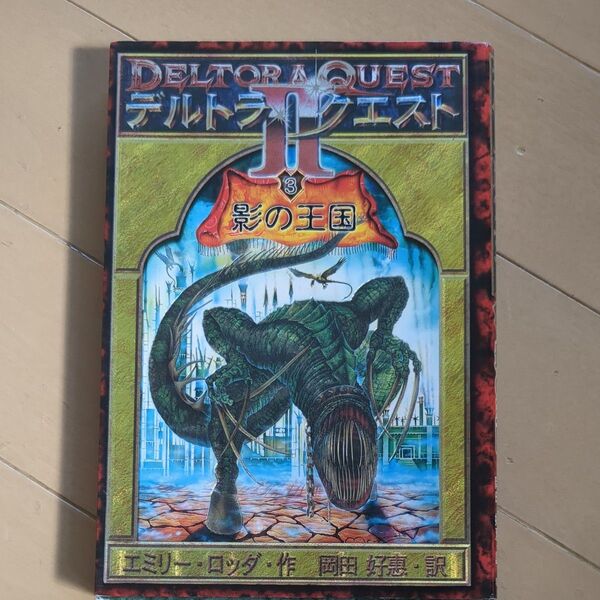 DELTORA QUEST
デルトラ・クエスト
II
3
影の王国
エミリー・ロッダ・作 岡田 好惠・訳